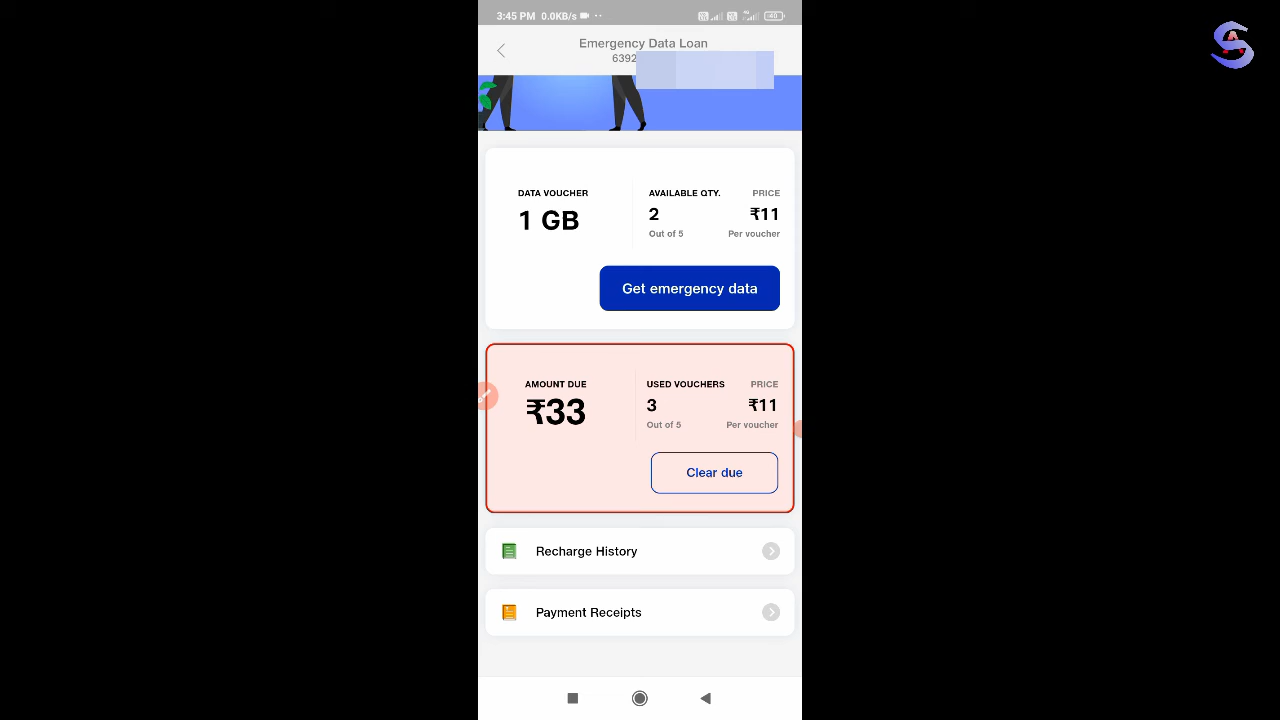 3:45 PM 0.0KB/s
Emergency Data Loan
6392
DATA VOUCHER
1 GB
AVAILABLE QTY.
2
Out of 5
PRICE
₹11
Per voucher
Get emergency data
AMOUNT DUE
₹33
USED VOUCHERS
3
Out of 5
PRICE
₹11
Per voucher
Clear due
Recharge History
Payment Receipts